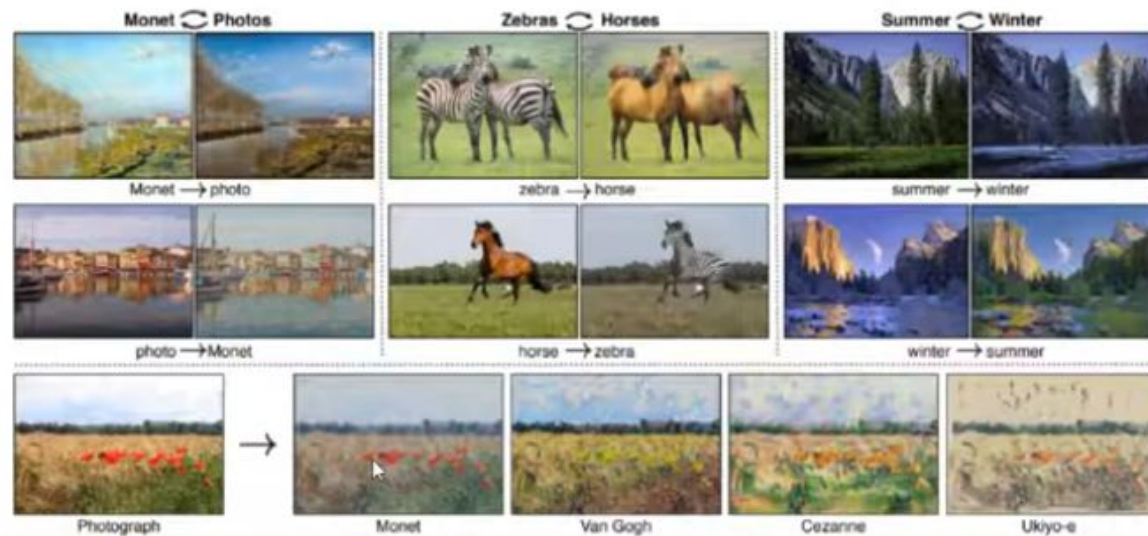 Monet ⇄ Photos
Zebras ⇄ Horses
Summer ⇄ Winter
Monet → photo
zebra → horse
summer → winter
photo → Monet
horse → zebra
winter → summer
Photograph
Monet
Van Gogh
Cezanne
Ukiyo-e